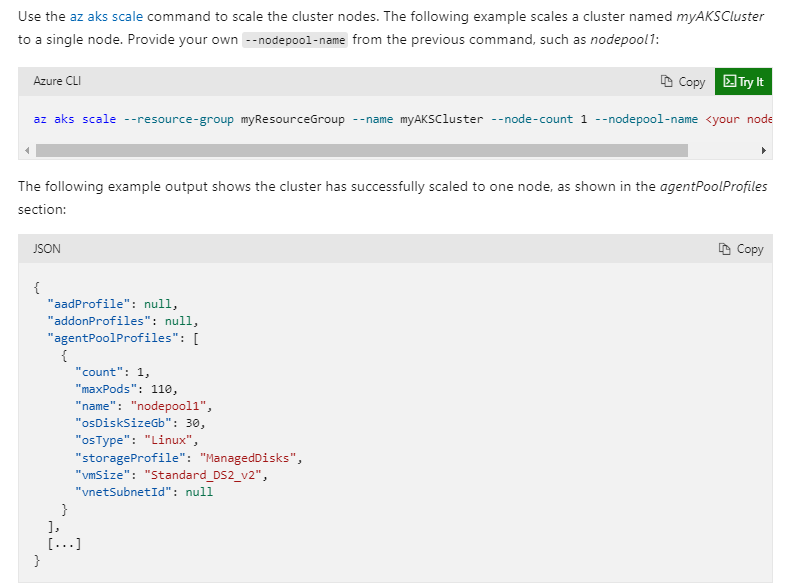 Use the az aks scale command to scale the cluster nodes. The following example scales a cluster named myAKSCluster
to a single node. Provide your own --nodepool-name from the previous command, such as nodepool1:
Azure CLI Copy Try It
az aks scale --resource-group myResourceGroup --name myAKSCluster --node-count 1 --nodepool-name <your node
The following example output shows the cluster has successfully scaled to one node, as shown in the agentPoolProfiles
section:
JSON Copy
{
  "aadProfile": null,
  "addonProfiles": null,
  "agentPoolProfiles": [
    {
      "count": 1,
      "maxPods": 110,
      "name": "nodepool1",
      "osDiskSizeGb": 30,
      "osType": "Linux",
      "storageProfile": "ManagedDisks",
      "vmSize": "Standard_DS2_v2",
      "vnetSubnetId": null
    }
  ],
  [...]
}